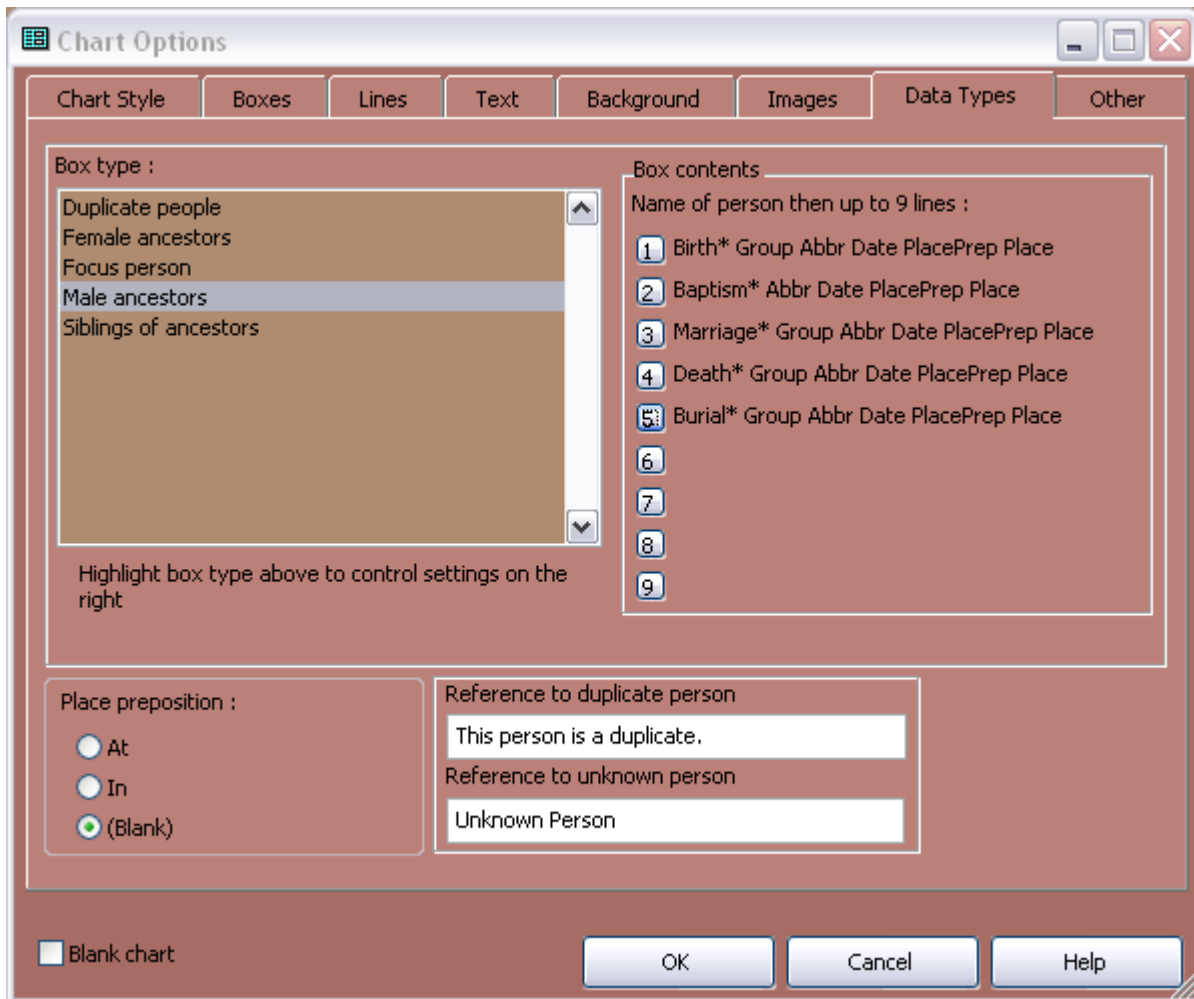 Chart Options
Chart Style Boxes Lines Text Background Images Data Types Other
Box type :
Duplicate people
Female ancestors
Focus person
Male ancestors
Siblings of ancestors
Highlight box type above to control settings on the
right
Box contents
Name of person then up to 9 lines :
1 Birth* Group Abbr Date PlacePrep Place
2 Baptism* Abbr Date PlacePrep Place
3 Marriage* Group Abbr Date PlacePrep Place
4 Death* Group Abbr Date PlacePrep Place
5 Burial* Group Abbr Date PlacePrep Place
6
7
8
9
Place preposition :
At
In
(Blank)
Reference to duplicate person
This person is a duplicate.
Reference to unknown person
Unknown Person
Blank chart
OK Cancel Help